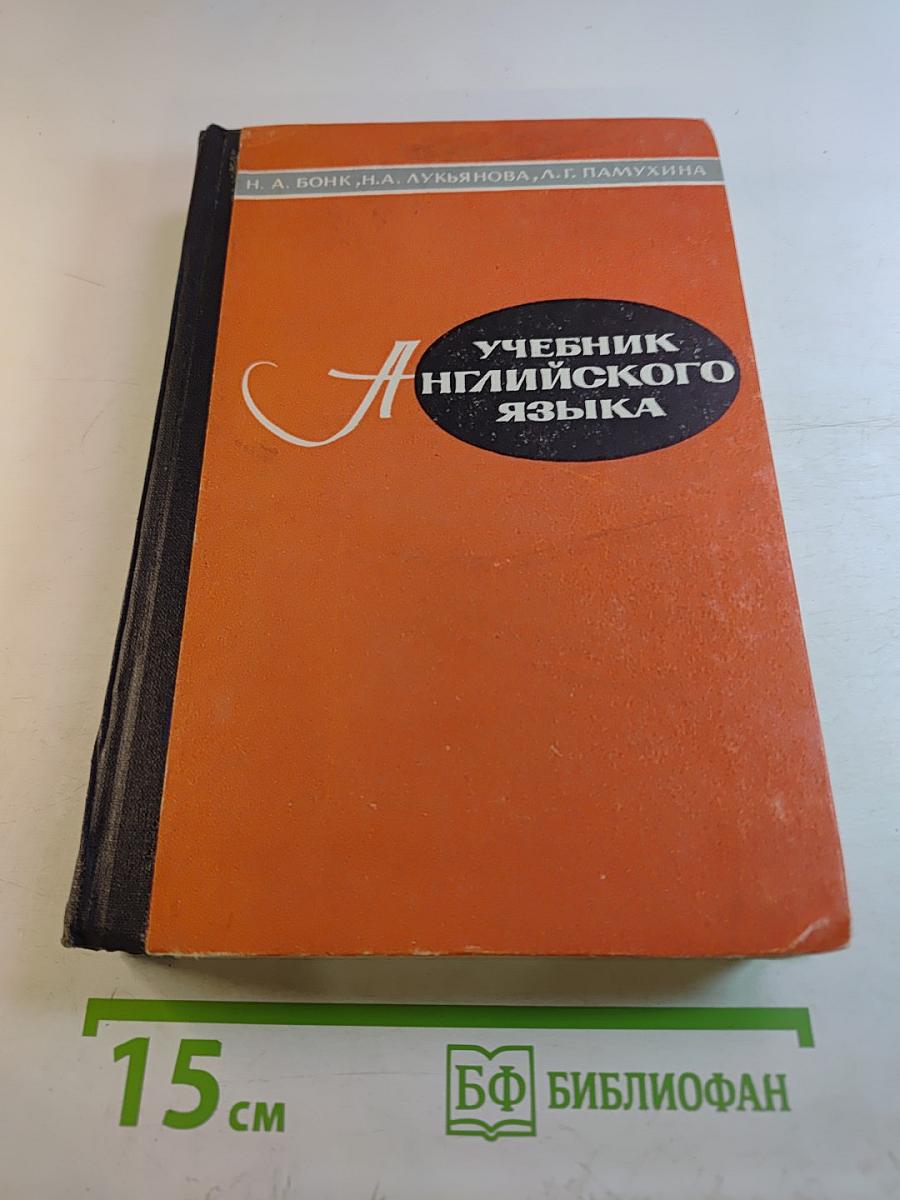 Н. А. БОНК, Н.А. ЛУКЬЯНОВА, Л. Г. ПАМУХИНА
УЧЕБНИК
АНГЛИЙСКОГО
ЯЗЫКА
15 см
БФ БИБЛИОФАН